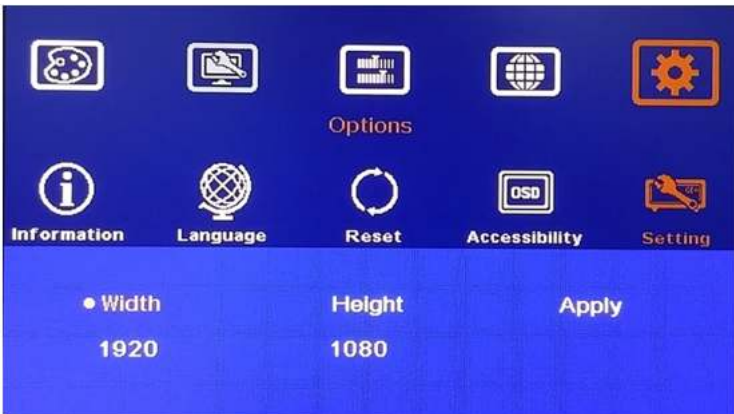 Options
OSD
Information Language Reset Accessibility Setting
Width Height Apply
1920 1080